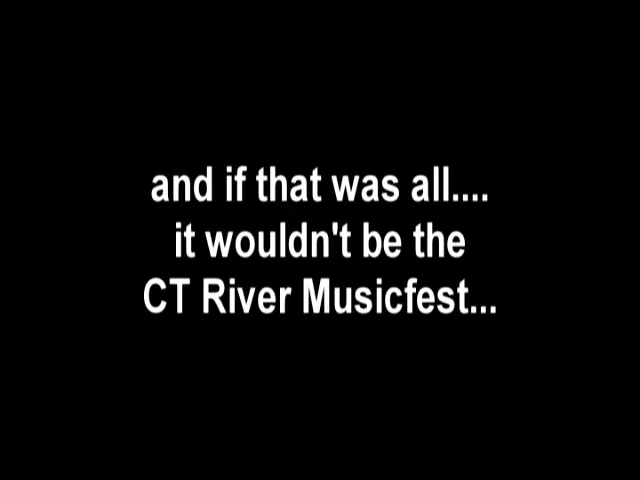 and if that was all....
it wouldn't be the
CT River Musicfest...